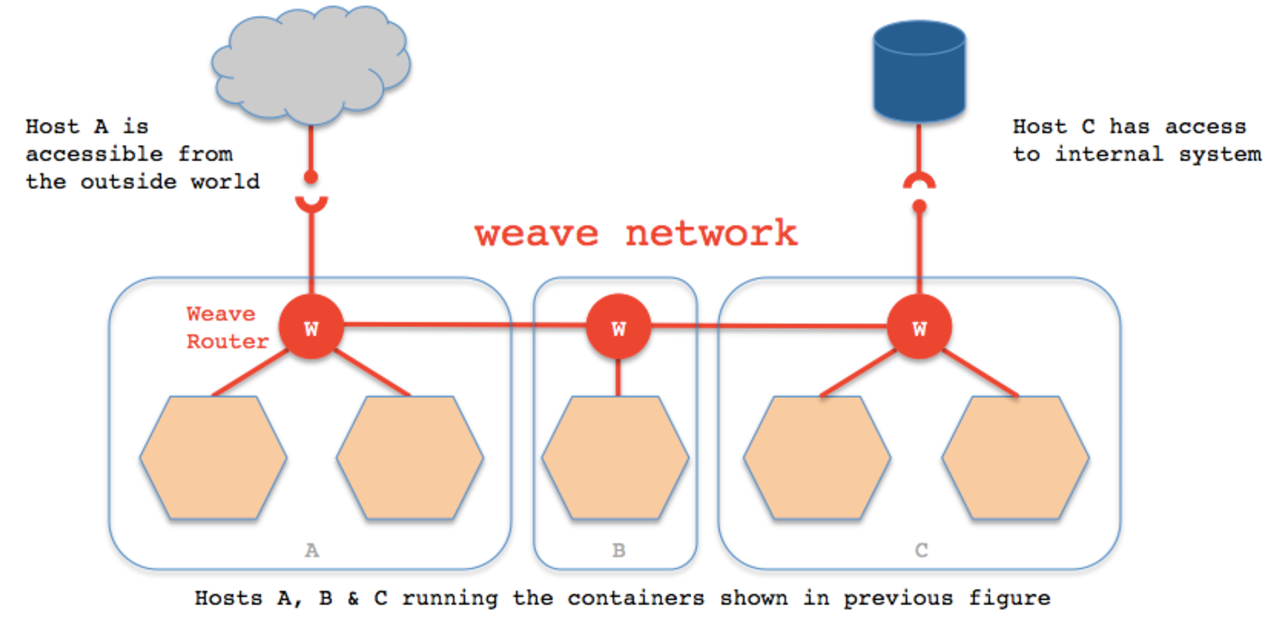 Host A is
accessible from
the outside world
Host C has access
to internal system
weave network
Weave
Router
W
W
W
A
B
C
Hosts A, B & C running the containers shown in previous figure